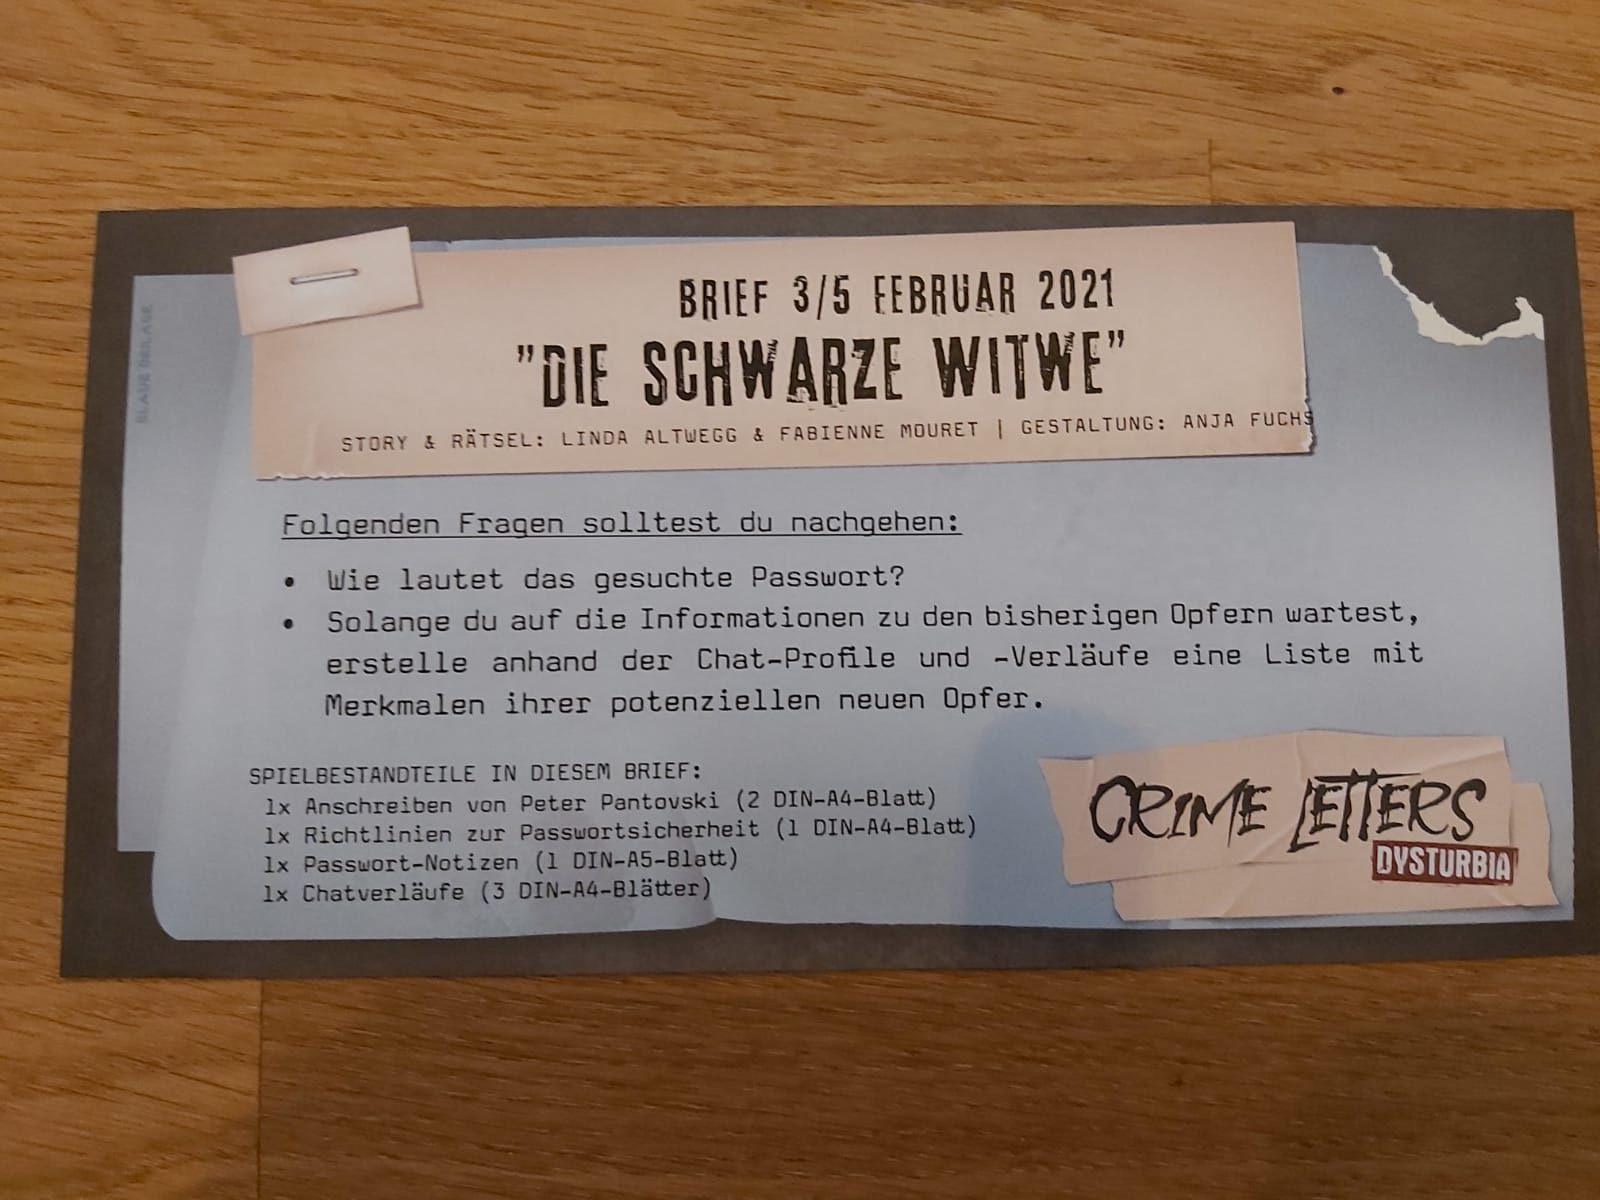 BLAUE BEILAGE
BRIEF 3/5 FEBRUAR 2021
"DIE SCHWARZE WITWE"
STORY & RÄTSEL: LINDA ALTWEGG & FABIENNE MOURET | GESTALTUNG: ANJA FUCHS
Folgenden Fragen solltest du nachgehen:
• Wie lautet das gesuchte Passwort?
• Solange du auf die Informationen zu den bisherigen Opfern wartest,
erstelle anhand der Chat-Profile und -Verläufe eine Liste mit
Merkmalen ihrer potenziellen neuen Opfer.
SPIELBESTANDTEILE IN DIESEM BRIEF:
1x Anschreiben von Peter Pantovski (2 DIN-A4-Blatt)
1x Richtlinien zur Passwortsicherheit (1 DIN-A4-Blatt)
1x Passwort-Notizen (1 DIN-A5-Blatt)
1x Chatverläufe (3 DIN-A4-Blätter)
CRIME LETTERS
DYSTURBIA